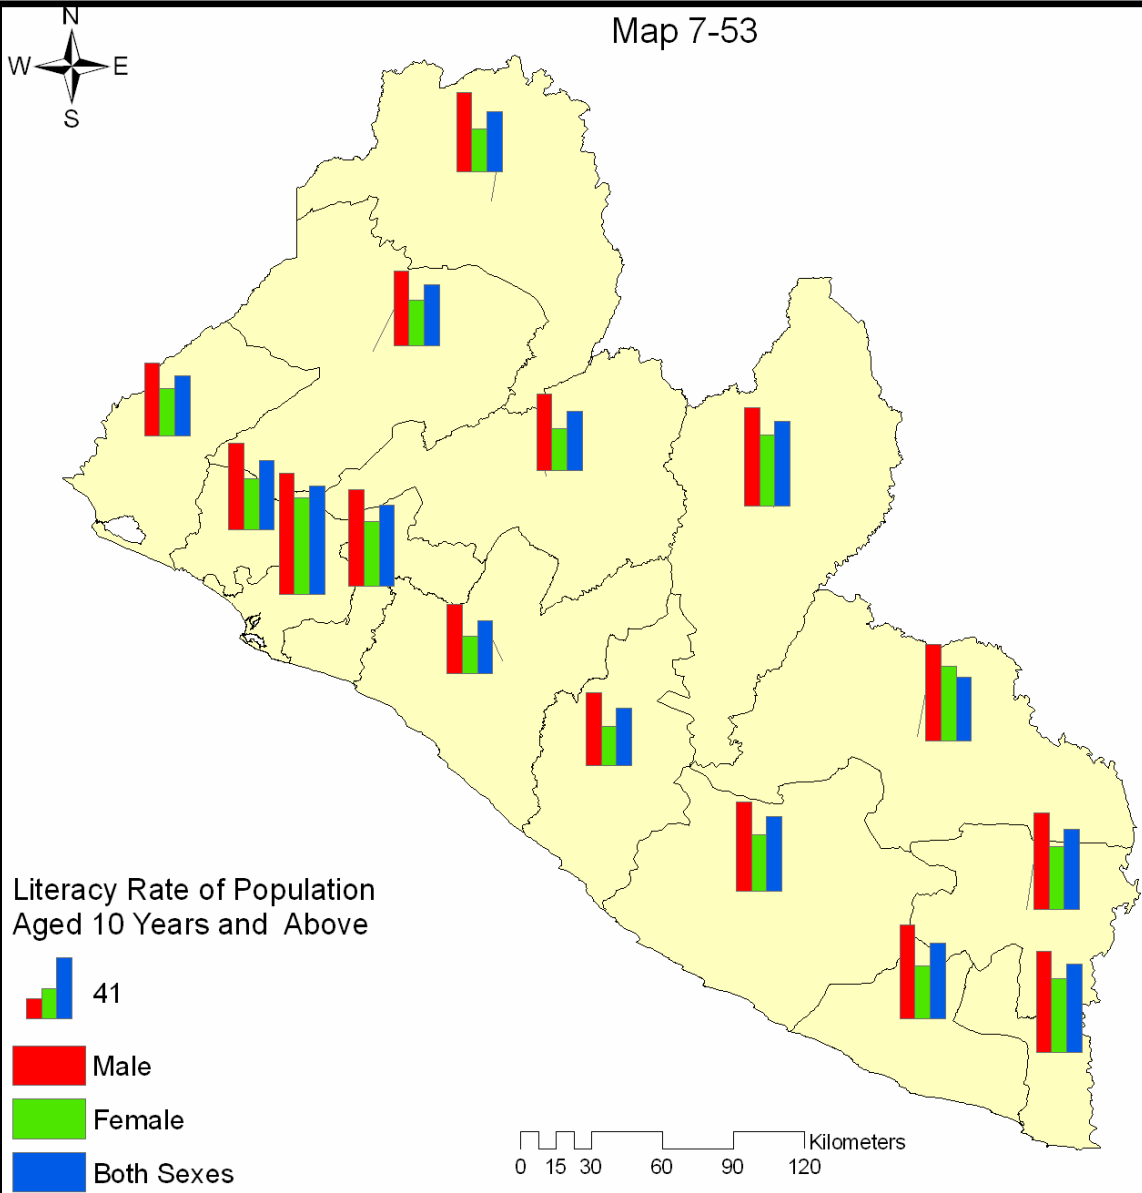 Map 7-53
N
W E
S
Literacy Rate of Population
Aged 10 Years and Above
41
Male
Female
Both Sexes
Kilometers
0 15 30 60 90 120